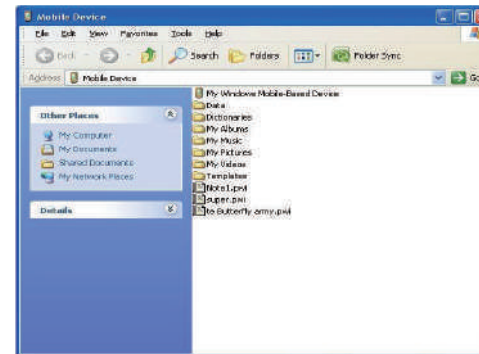 Mobile Device
File Edit View Favorites Tools Help
Back Search Folders Folder Sync
Address Mobile Device Go
My Windows Mobile-Based Device
Data
Dictionaries
My Albums
My Music
My Pictures
My Videos
Templates
Note1.pwi
super.pwi
to Butterfly army.pwi
Other Places
My Computer
My Documents
Shared Documents
My Network Places
Details